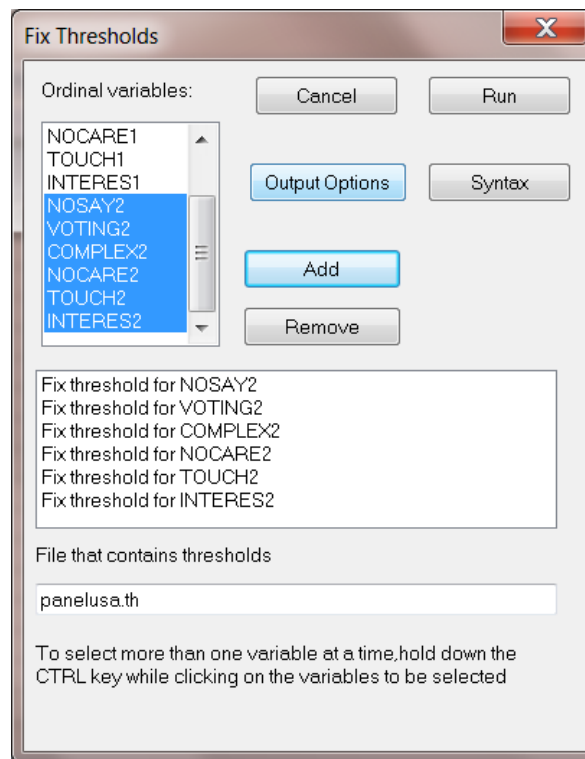 Fix Thresholds
Ordinal variables:
Cancel
Run
NOCARE1
TOUCH1
INTERES1
NOSAY2
VOTING2
COMPLEX2
NOCARE2
TOUCH2
INTERES2
Output Options
Syntax
Add
Remove
Fix threshold for NOSAY2
Fix threshold for VOTING2
Fix threshold for COMPLEX2
Fix threshold for NOCARE2
Fix threshold for TOUCH2
Fix threshold for INTERES2
File that contains thresholds
panelusa.th
To select more than one variable at a time,hold down the
CTRL key while clicking on the variables to be selected